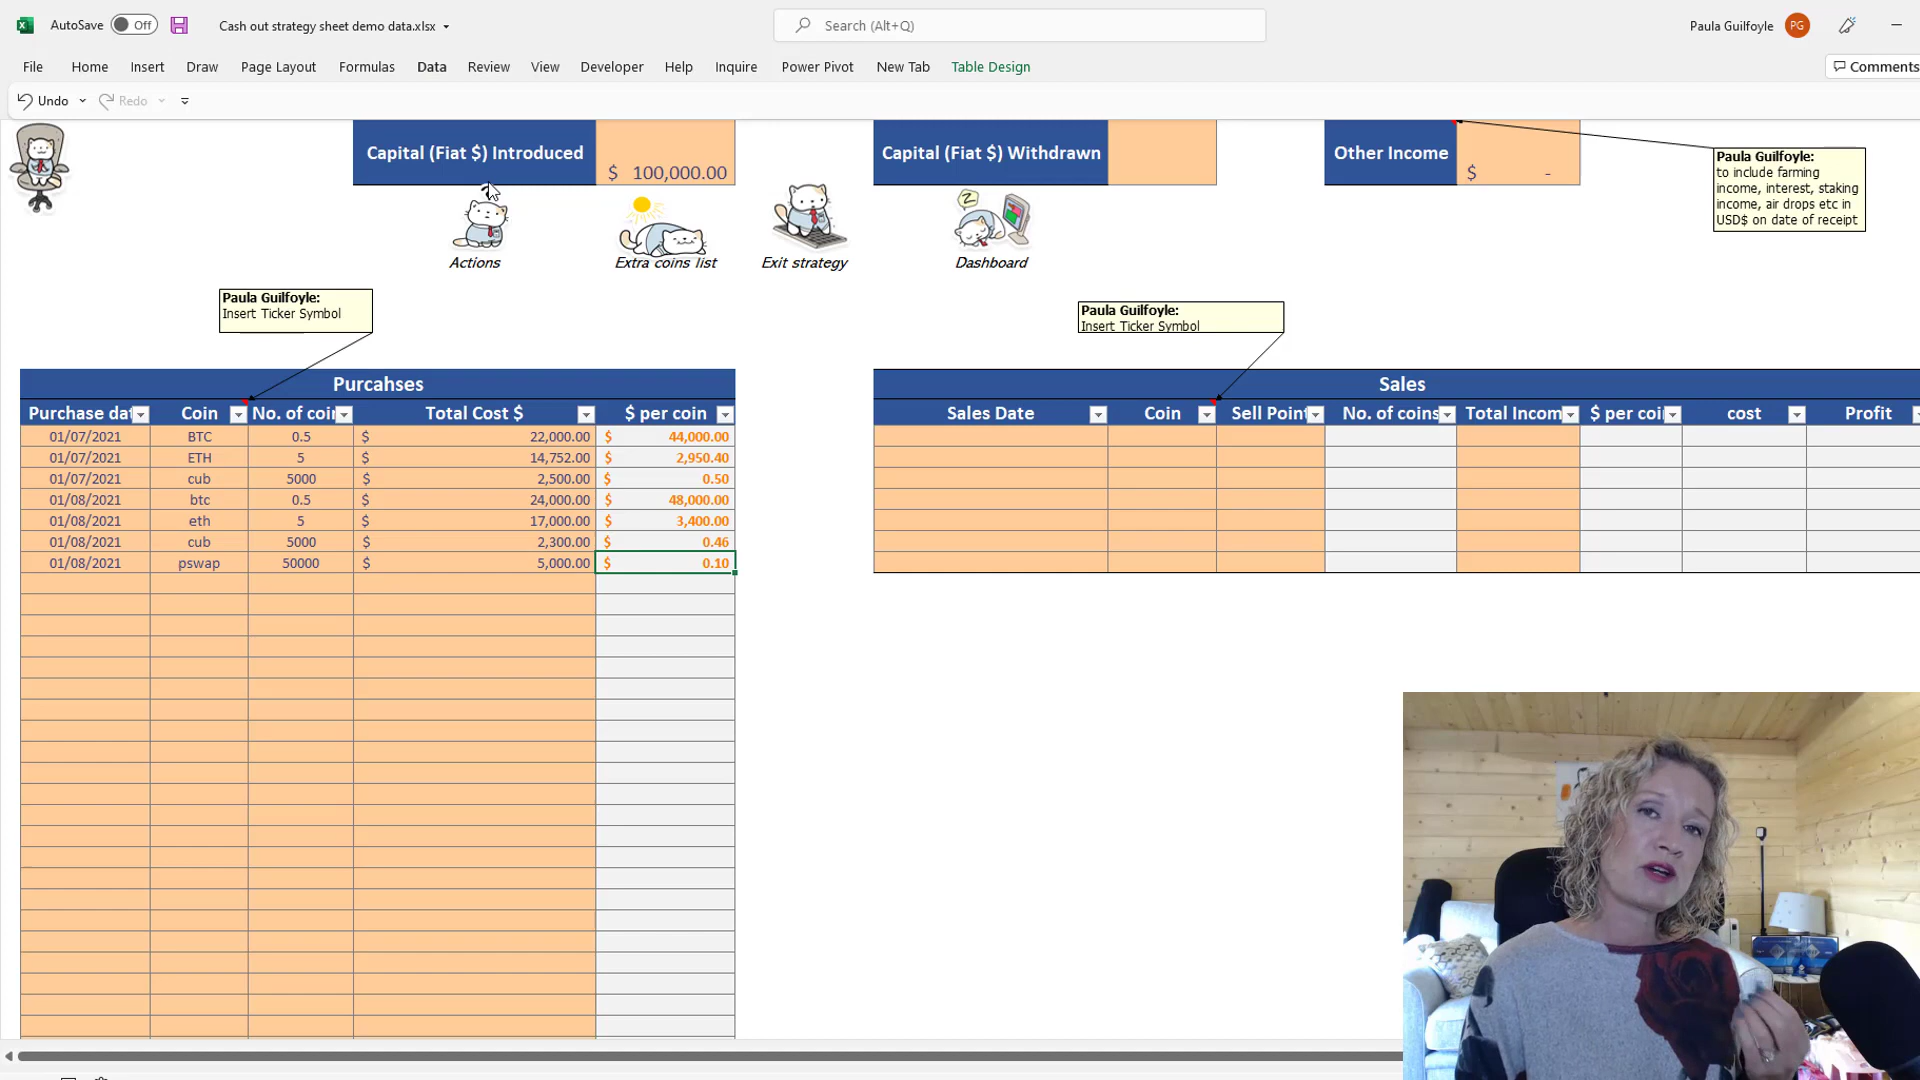 AutoSave Off Cash out strategy sheet demo data.xlsx Search (Alt+Q) Paula Guilfoyle PG
File Home Insert Draw Page Layout Formulas Data Review View Developer Help Inquire Power Pivot New Tab Table Design Comments
Undo Redo
Capital (Fiat $) Introduced $ 100,000.00 Capital (Fiat $) Withdrawn Other Income $ -
Paula Guilfoyle:
to include farming
income, interest, staking
income, air drops etc in
USD$ on date of receipt
Z
Actions Extra coins list Exit strategy Dashboard
Paula Guilfoyle:
Insert Ticker Symbol
Paula Guilfoyle:
Insert Ticker Symbol
Purcahses
Purchase dat Coin No. of coin Total Cost $ $ per coin
01/07/2021 BTC 0.5 $ 22,000.00 $ 44,000.00
01/07/2021 ETH 5 $ 14,752.00 $ 2,950.40
01/07/2021 cub 5000 $ 2,500.00 $ 0.50
01/08/2021 btc 0.5 $ 24,000.00 $ 48,000.00
01/08/2021 eth 5 $ 17,000.00 $ 3,400.00
01/08/2021 cub 5000 $ 2,300.00 $ 0.46
01/08/2021 pswap 50000 $ 5,000.00 $ 0.10
Sales
Sales Date Coin Sell Point No. of coins Total Incom $ per coi cost Profit